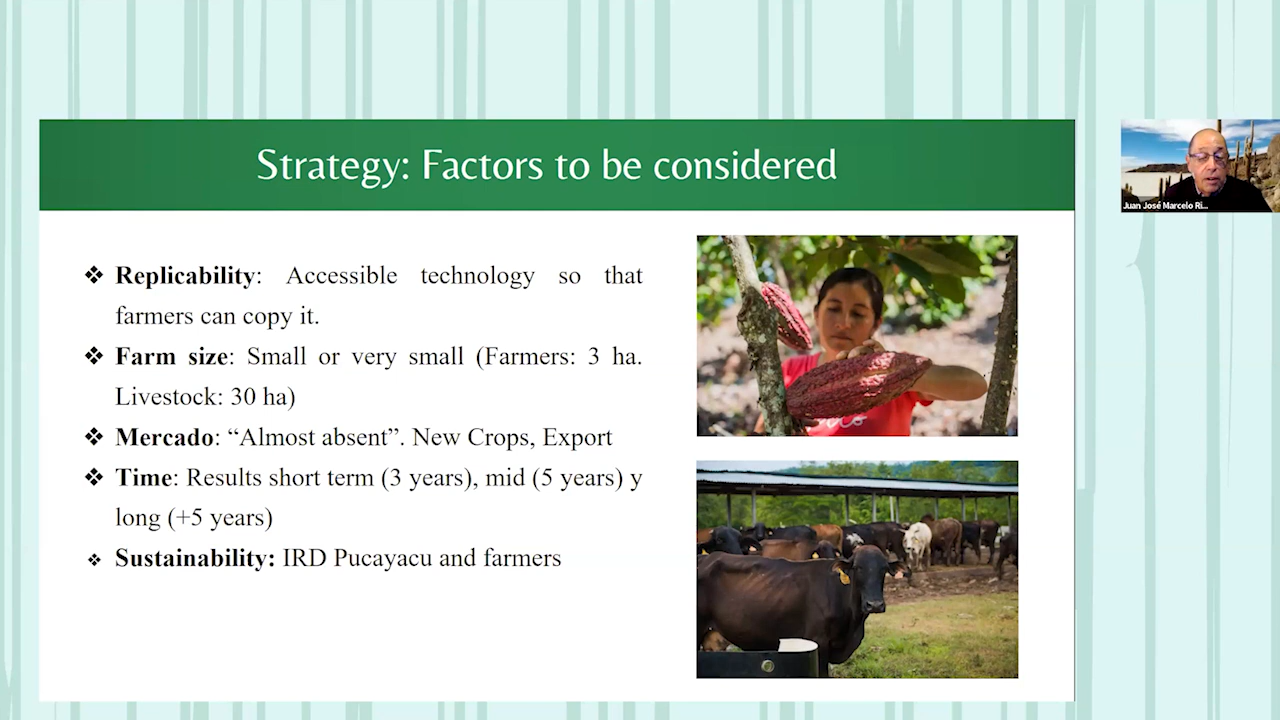 Strategy: Factors to be considered
❖ Replicability: Accessible technology so that
farmers can copy it.
❖ Farm size: Small or very small (Farmers: 3 ha.
Livestock: 30 ha)
❖ Mercado: “Almost absent”. New Crops, Export
❖ Time: Results short term (3 years), mid (5 years) y
long (+5 years)
❖ Sustainability: IRD Pucayacu and farmers
Juan José Marcelo Ri...